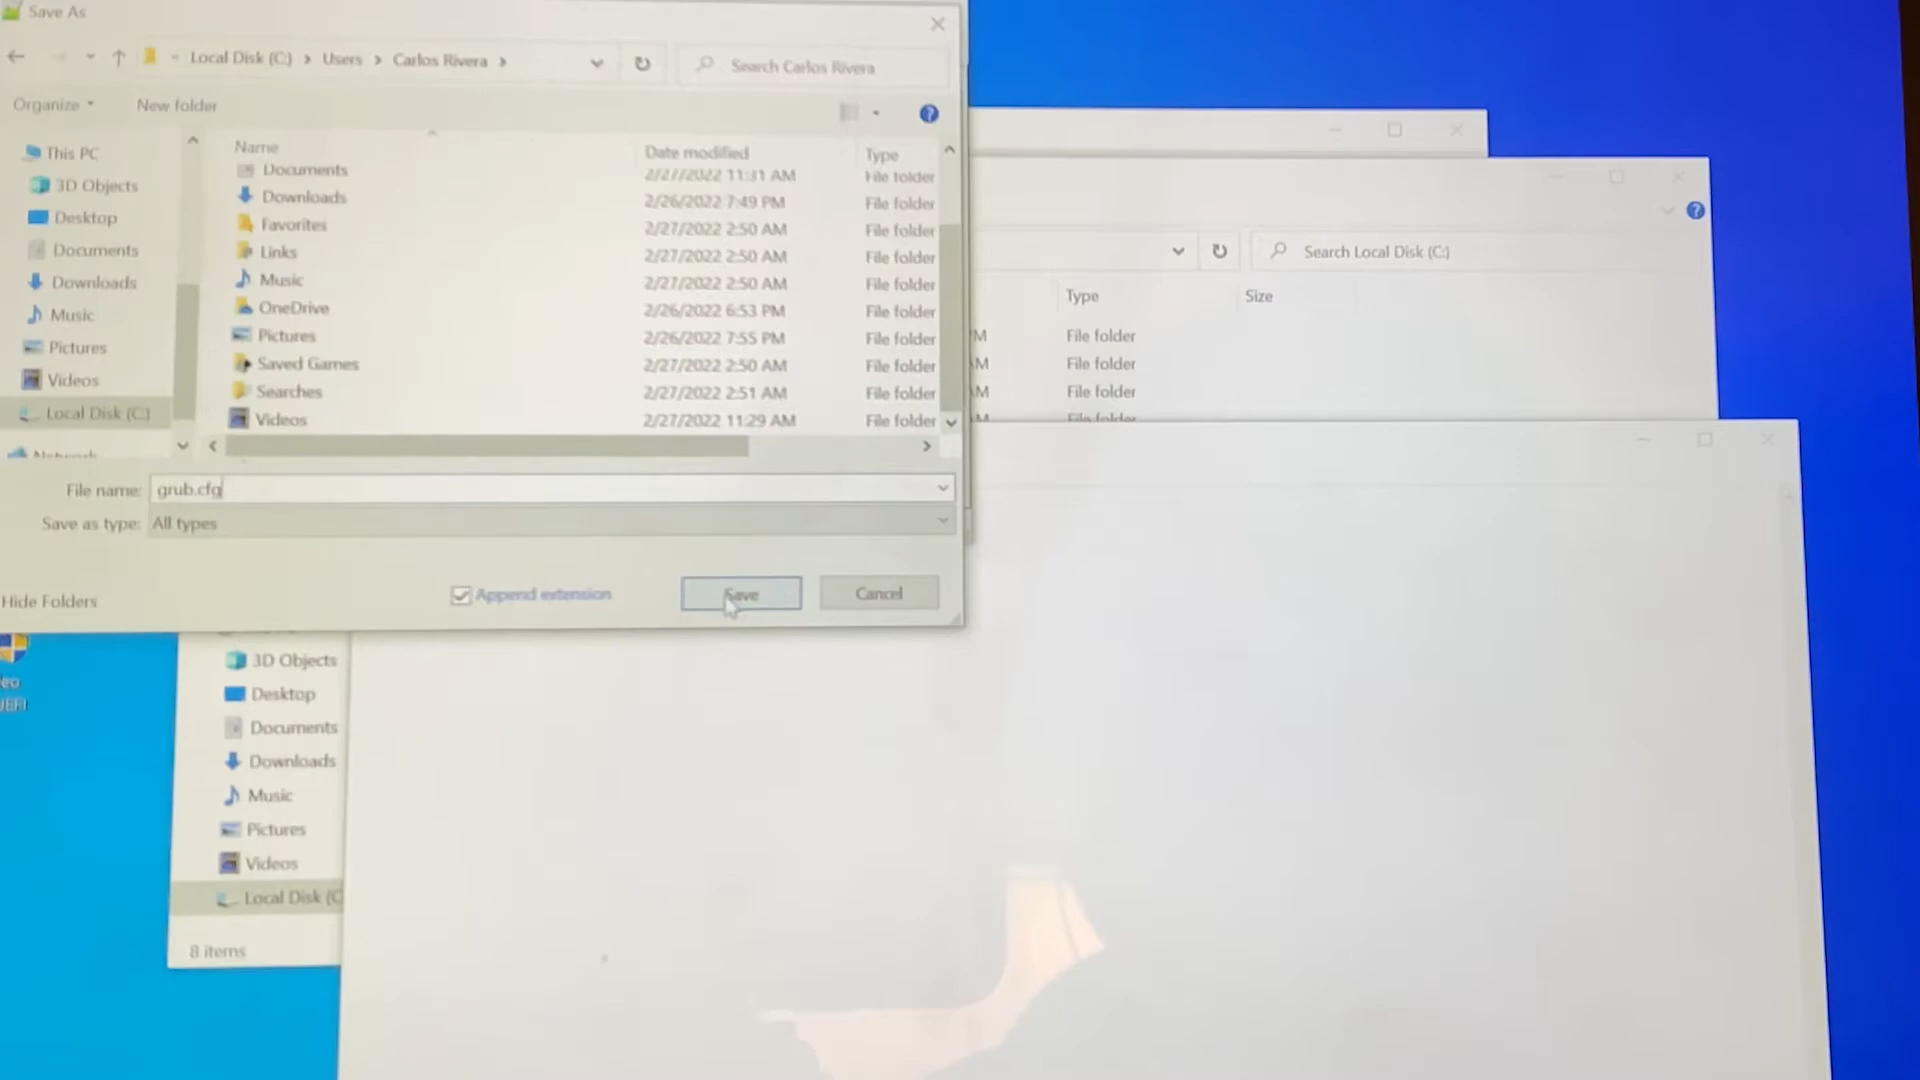 Save As
Local Disk (C:) > Users > Carlos Rivera >
Search Carlos Rivera
Organize
New folder
This PC
3D Objects
Desktop
Documents
Downloads
Music
Pictures
Videos
Local Disk (C:)
Network
Name Date modified Type
Documents 2/27/2022 11:31 AM File folder
Downloads 2/26/2022 7:49 PM File folder
Favorites 2/27/2022 2:50 AM File folder
Links 2/27/2022 2:50 AM File folder
Music 2/27/2022 2:50 AM File folder
OneDrive 2/26/2022 6:53 PM File folder
Pictures 2/26/2022 7:55 PM File folder
Saved Games 2/27/2022 2:50 AM File folder
Searches 2/27/2022 2:51 AM File folder
Videos 2/27/2022 11:29 AM File folder
File name: grub.cfg
Save as type: All types
Hide Folders
Append extension
Save
Cancel
Search Local Disk (C:)
Type Size
M File folder
M File folder
M File folder
M File folder
eo
UEFI
3D Objects
Desktop
Documents
Downloads
Music
Pictures
Videos
Local Disk (C
8 items